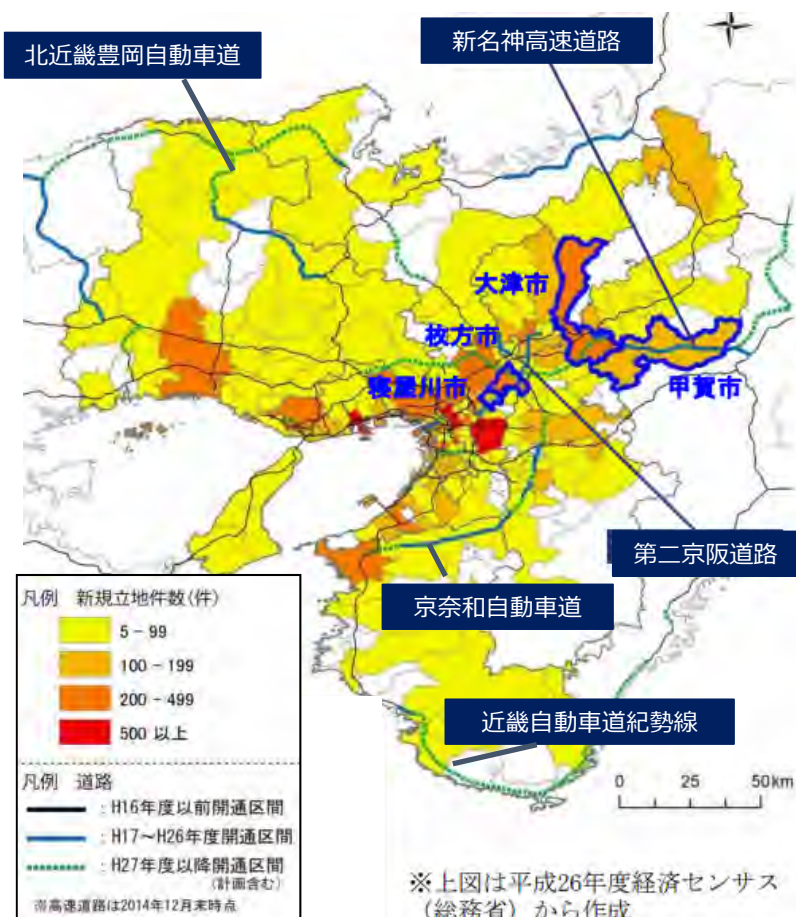 北近畿豊岡自動車道
新名神高速道路
大津市
枚方市
寝屋川市
甲賀市
第二京阪道路
京奈和自動車道
近畿自動車道紀勢線
凡例 新規立地件数(件)
5 - 99
100 - 199
200 - 499
500 以上
凡例 道路
：H16年度以前開通区間
：H17～H26年度開通区間
：H27年度以降開通区間
(計画含む)
※高速道路は2014年12月末時点
0 25 50km
※上図は平成26年度経済センサス
（総務省）から作成